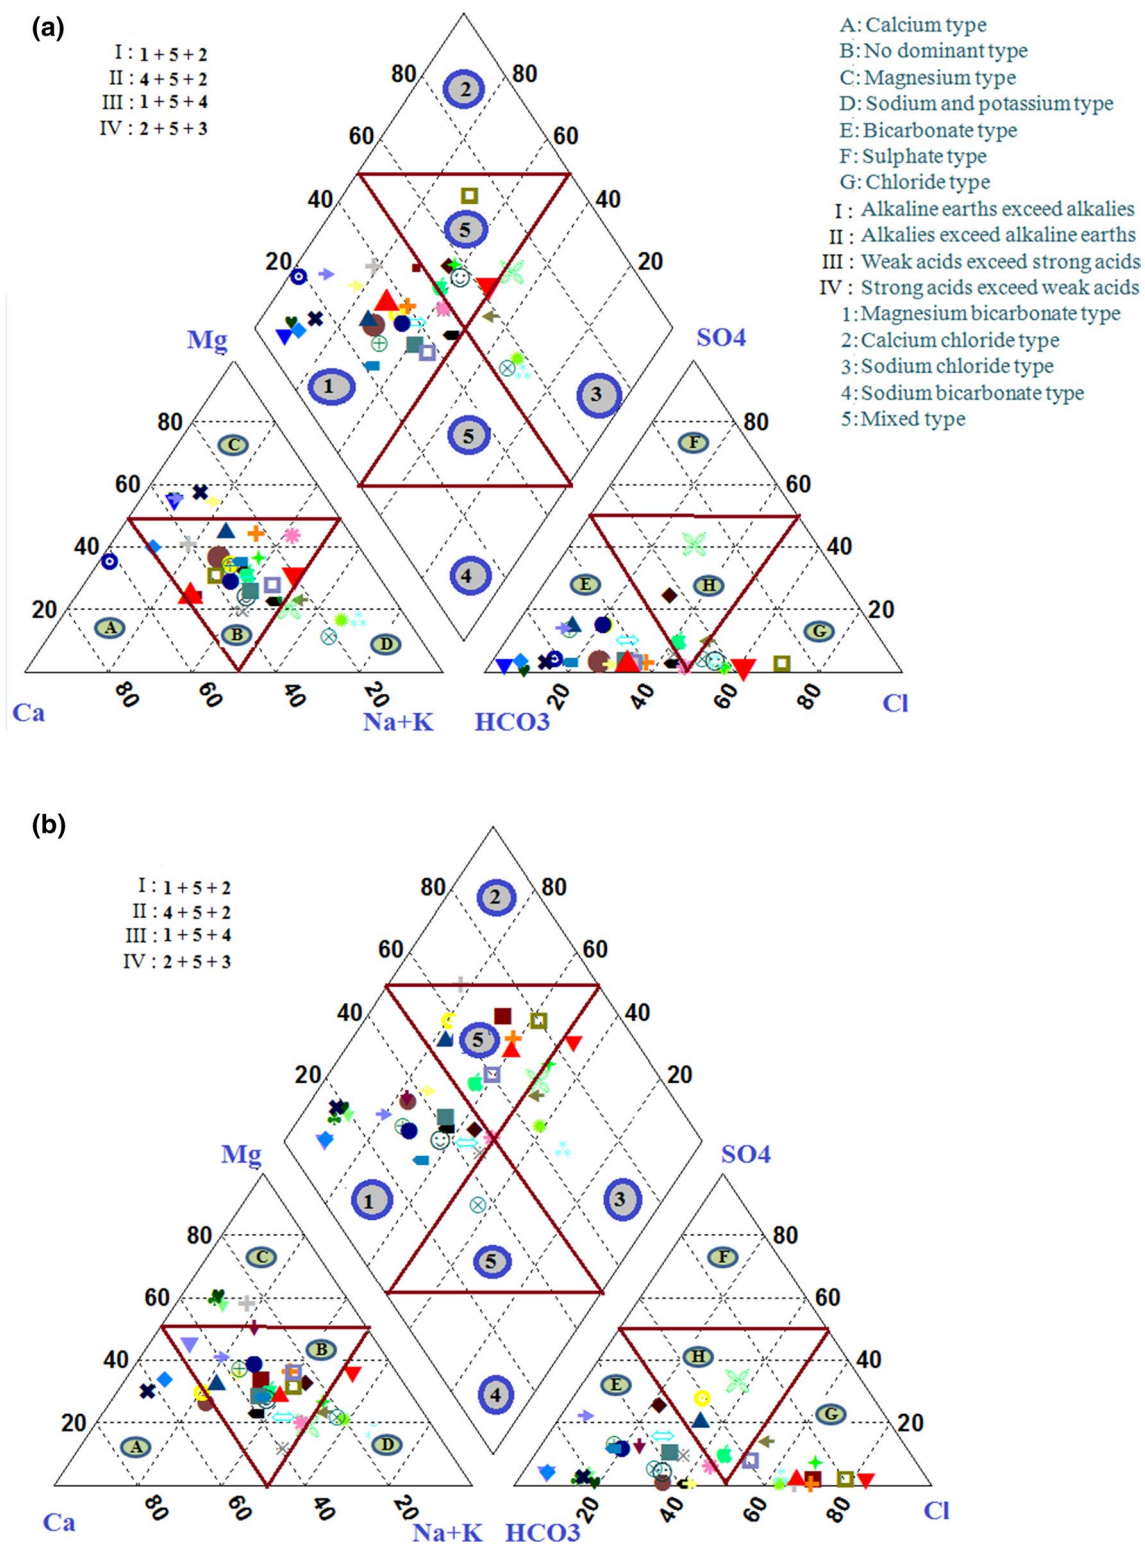 (a)
I : 1 + 5 + 2
II : 4 + 5 + 2
III : 1 + 5 + 4
IV : 2 + 5 + 3
A: Calcium type
B: No dominant type
C: Magnesium type
D: Sodium and potassium type
E: Bicarbonate type
F: Sulphate type
G: Chloride type
I : Alkaline earths exceed alkalies
II : Alkalies exceed alkaline earths
III : Weak acids exceed strong acids
IV : Strong acids exceed weak acids
1: Magnesium bicarbonate type
2: Calcium chloride type
3: Sodium chloride type
4: Sodium bicarbonate type
5: Mixed type
80 2 80
60 60
40 40
5
20 20
Mg SO4
1 3
80 5 80
C F
60 60
40 40
4 E H
20 20
A B D G
80 60 40 20 20 40 60 80
Ca Na+K HCO3 Cl
(b)
I : 1 + 5 + 2
II : 4 + 5 + 2
III : 1 + 5 + 4
IV : 2 + 5 + 3
80 2 80
60 60
40 40
5
20 20
Mg SO4
1 3
80 80
C 5 F
60 60
40 B H 40
E 4
20 G 20
A D
80 60 40 20 20 40 60 80
Ca Na+K HCO3 Cl